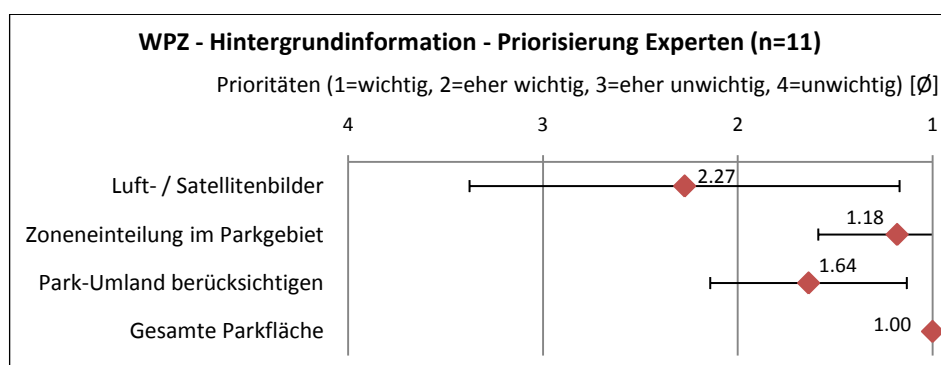 WPZ - Hintergrundinformation - Priorisierung Experten (n=11)
Prioritäten (1=wichtig, 2=eher wichtig, 3=eher unwichtig, 4=unwichtig) [Ø]
4 3 2 1
Luft- / Satellitenbilder 2.27
Zoneneinteilung im Parkgebiet 1.18
Park-Umland berücksichtigen 1.64
Gesamte Parkfläche 1.00